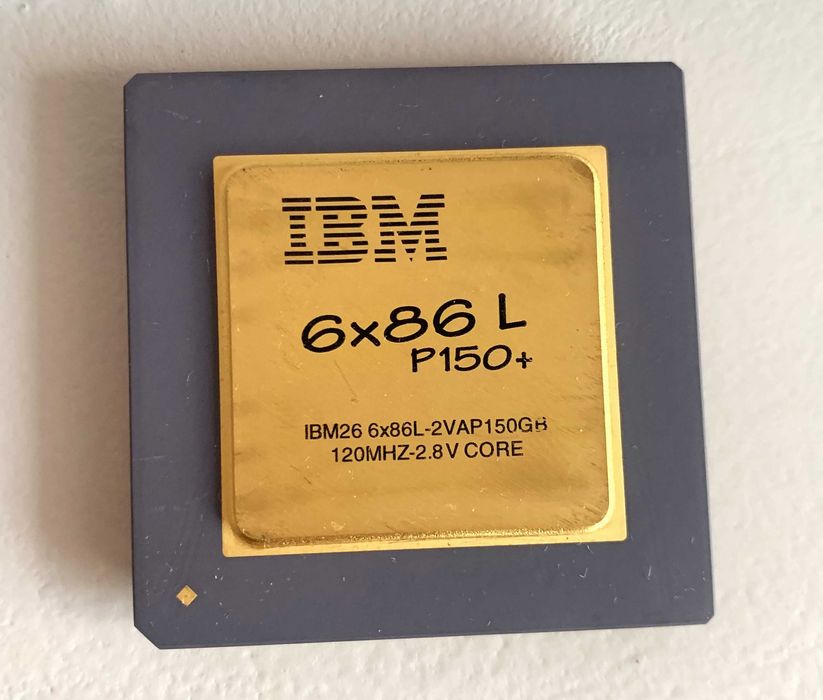 IBM
6x86 L
P150+
IBM26 6x86L-2VAP150GB
120MHZ-2.8V CORE